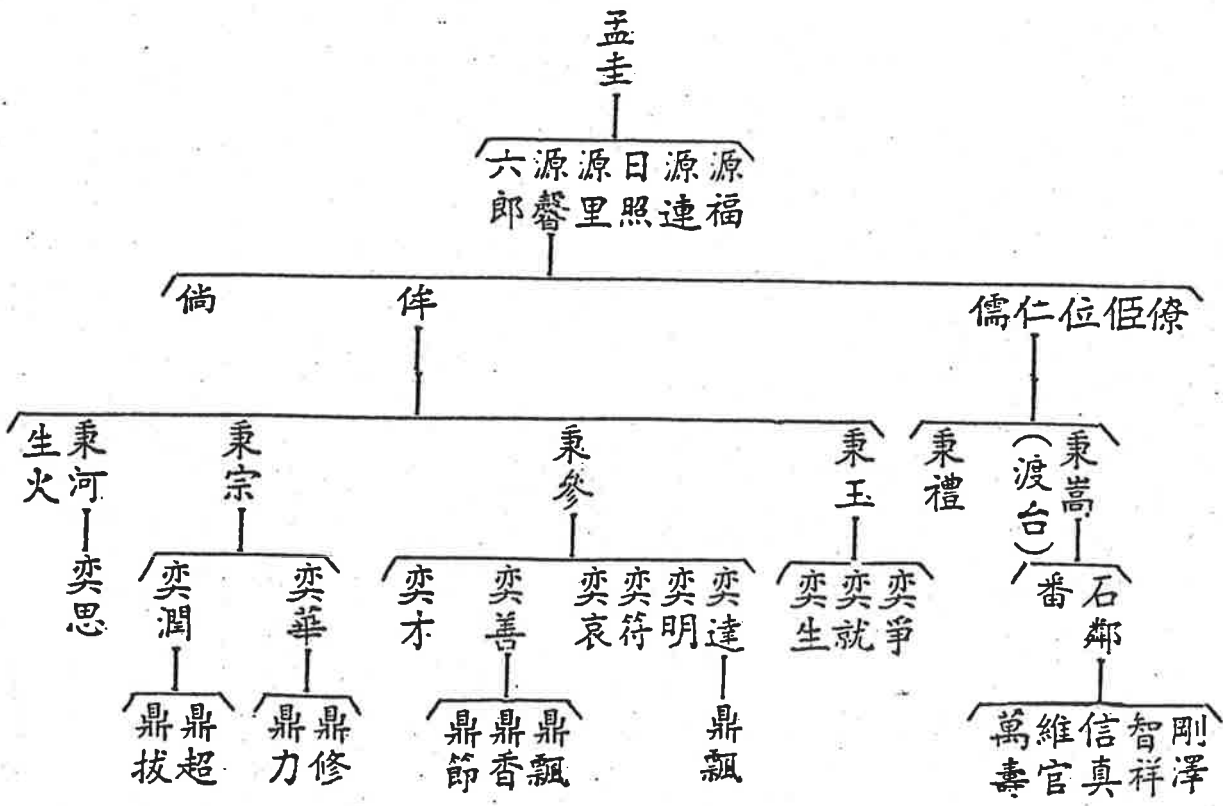 孟圭
源福
源連
日照
源里
源馨
六郎
僚
佢
位
仁
儒
侔
倘
秉嵩
(渡台)
秉禮
秉玉
秉參
秉宗
秉河
生火
石鄰
番
奕爭
奕就
奕生
奕達
奕明
奕符
奕哀
奕善
奕才
奕華
奕潤
奕思
剛澤
智祥
信真
維官
萬壽
鼎飄
鼎飄
鼎香
鼎節
鼎修
鼎力
鼎超
鼎拔